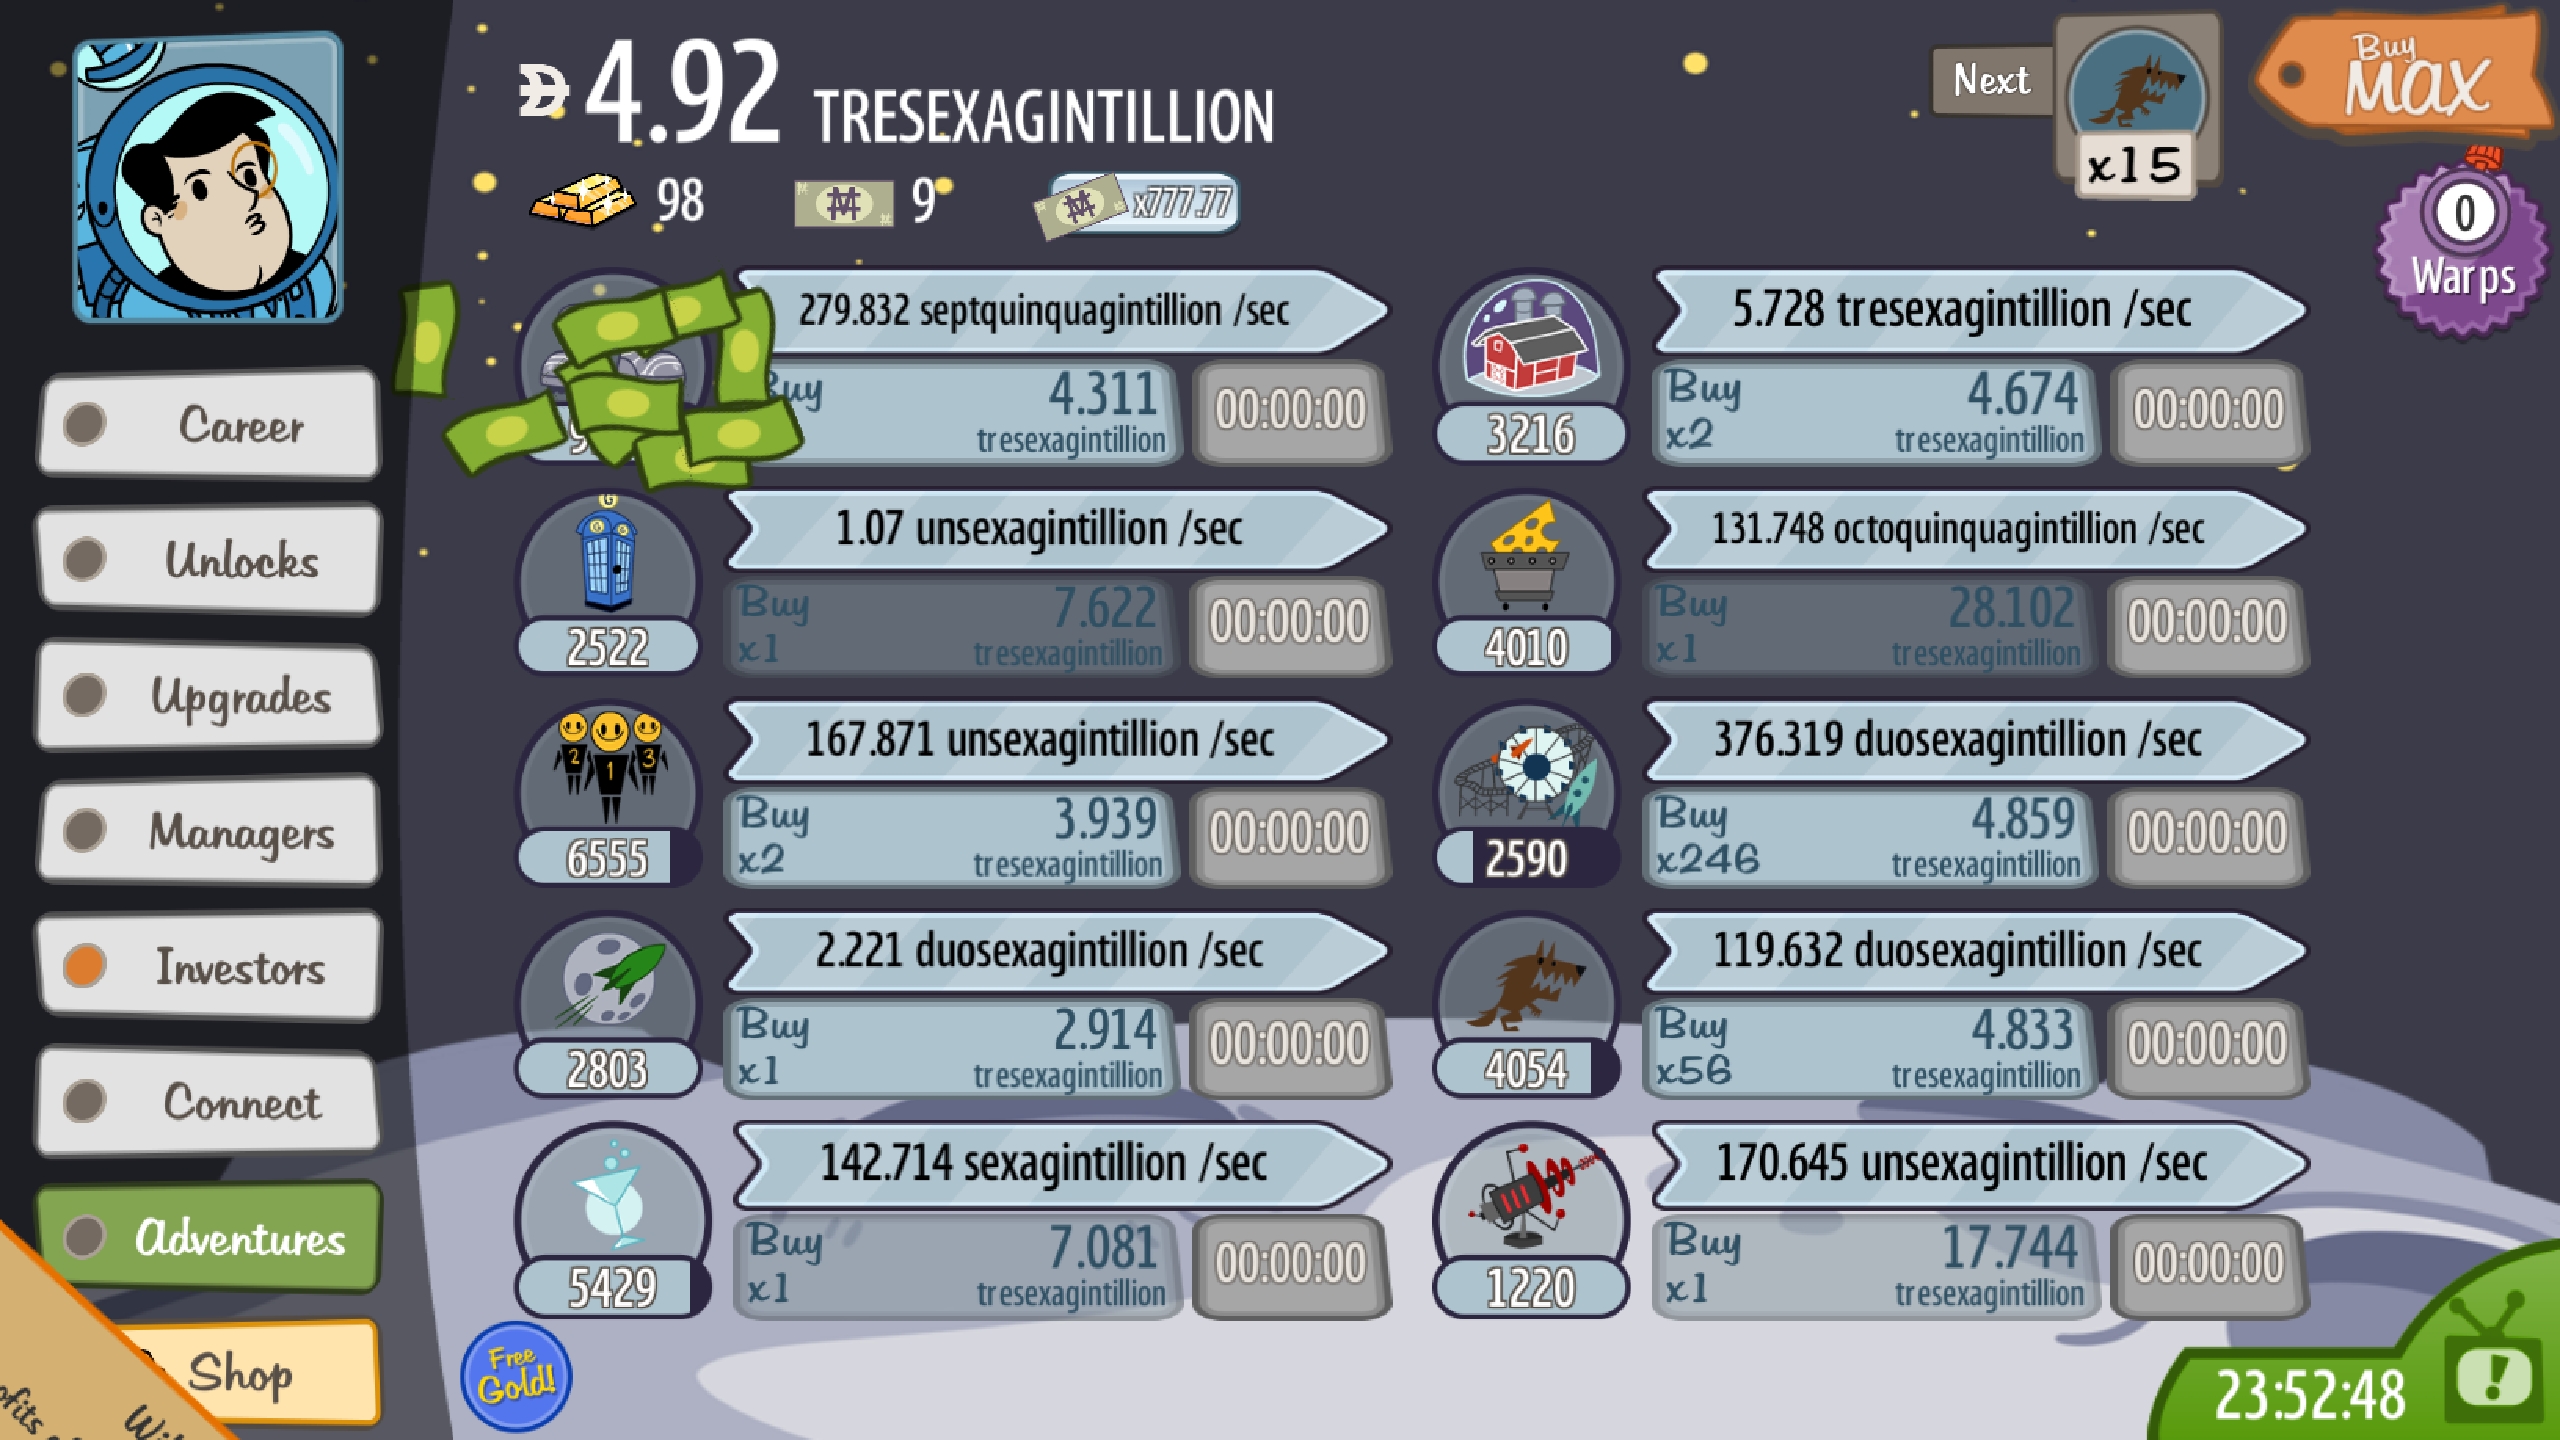 4.92 TRESEXAGINTILLION
98
9
x777.77
Next
x15
Buy
MAX
0
Warps
Career
Unlocks
Upgrades
Managers
Investors
Connect
Adventures
Shop
279.832 septquinquagintillion /sec
Buy 4.311
tresexagintillion
00:00:00
1.07 unsexagintillion /sec
Buy 7.622
x1 tresexagintillion
00:00:00
G
2522
167.871 unsexagintillion /sec
Buy 3.939
x2 tresexagintillion
00:00:00
2 1 3
6555
2.221 duosexagintillion /sec
Buy 2.914
x1 tresexagintillion
00:00:00
2803
142.714 sexagintillion /sec
Buy 7.081
x1 tresexagintillion
00:00:00
5429
5.728 tresexagintillion /sec
Buy 4.674
x2 tresexagintillion
00:00:00
3216
131.748 octoquinquagintillion /sec
Buy 28.102
x1 tresexagintillion
00:00:00
4010
376.319 duosexagintillion /sec
Buy 4.859
x246 tresexagintillion
00:00:00
2590
119.632 duosexagintillion /sec
Buy 4.833
x56 tresexagintillion
00:00:00
4054
170.645 unsexagintillion /sec
Buy 17.744
x1 tresexagintillion
00:00:00
1220
Free
Gold!
23:52:48
!